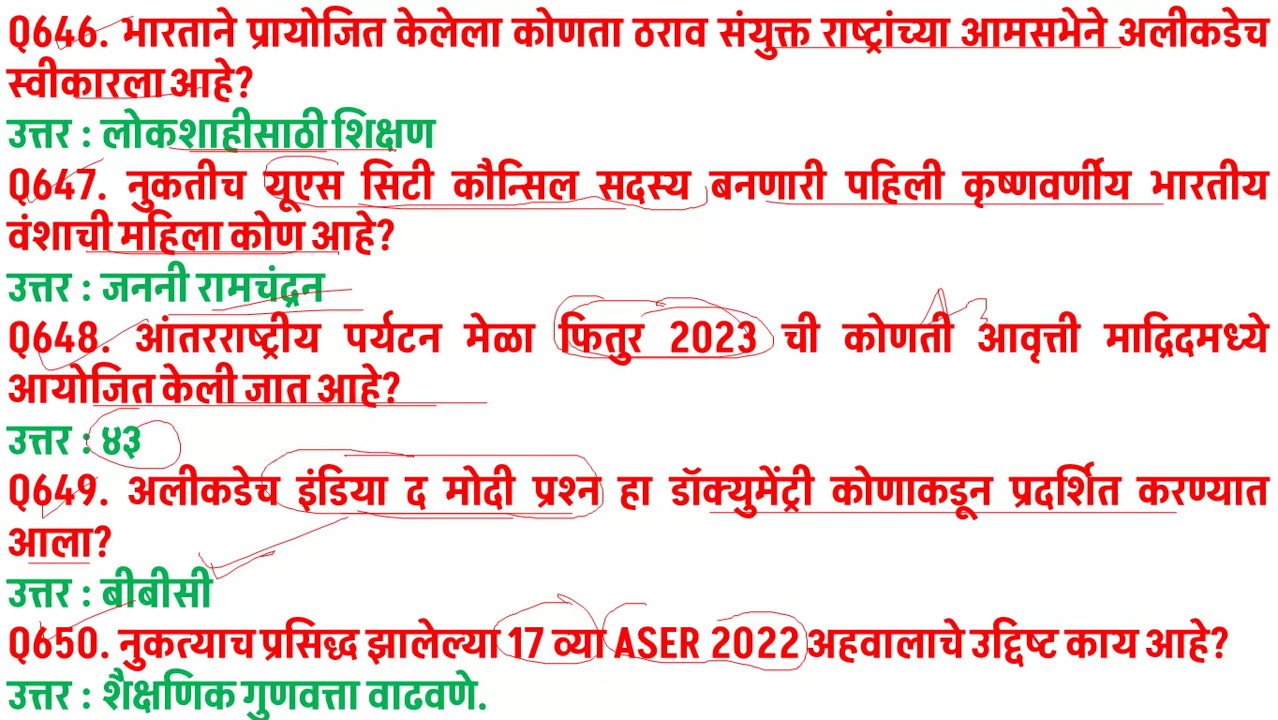 Q646. भारताने प्रायोजित केलेला कोणता ठराव संयुक्त राष्ट्रांच्या आमसभेने अलीकडेच
स्वीकारला आहे?
उत्तर : लोकशाहीसाठी शिक्षण
Q647. नुकतीच यूएस सिटी कौन्सिल सदस्य बनणारी पहिली कृष्णवर्णीय भारतीय
वंशाची महिला कोण आहे?
उत्तर : जननी रामचंद्रन
Q648. आंतरराष्ट्रीय पर्यटन मेळा फितुर 2023 ची कोणती आवृत्ती माद्रिदमध्ये
आयोजित केली जात आहे?
उत्तर : ४३
Q649. अलीकडेच इंडिया द मोदी प्रश्न हा डॉक्युमेंट्री कोणाकडून प्रदर्शित करण्यात
आला?
उत्तर : बीबीसी
Q650. नुकत्याच प्रसिद्ध झालेल्या 17 व्या ASER 2022 अहवालाचे उद्दिष्ट काय आहे?
उत्तर : शैक्षणिक गुणवत्ता वाढवणे.